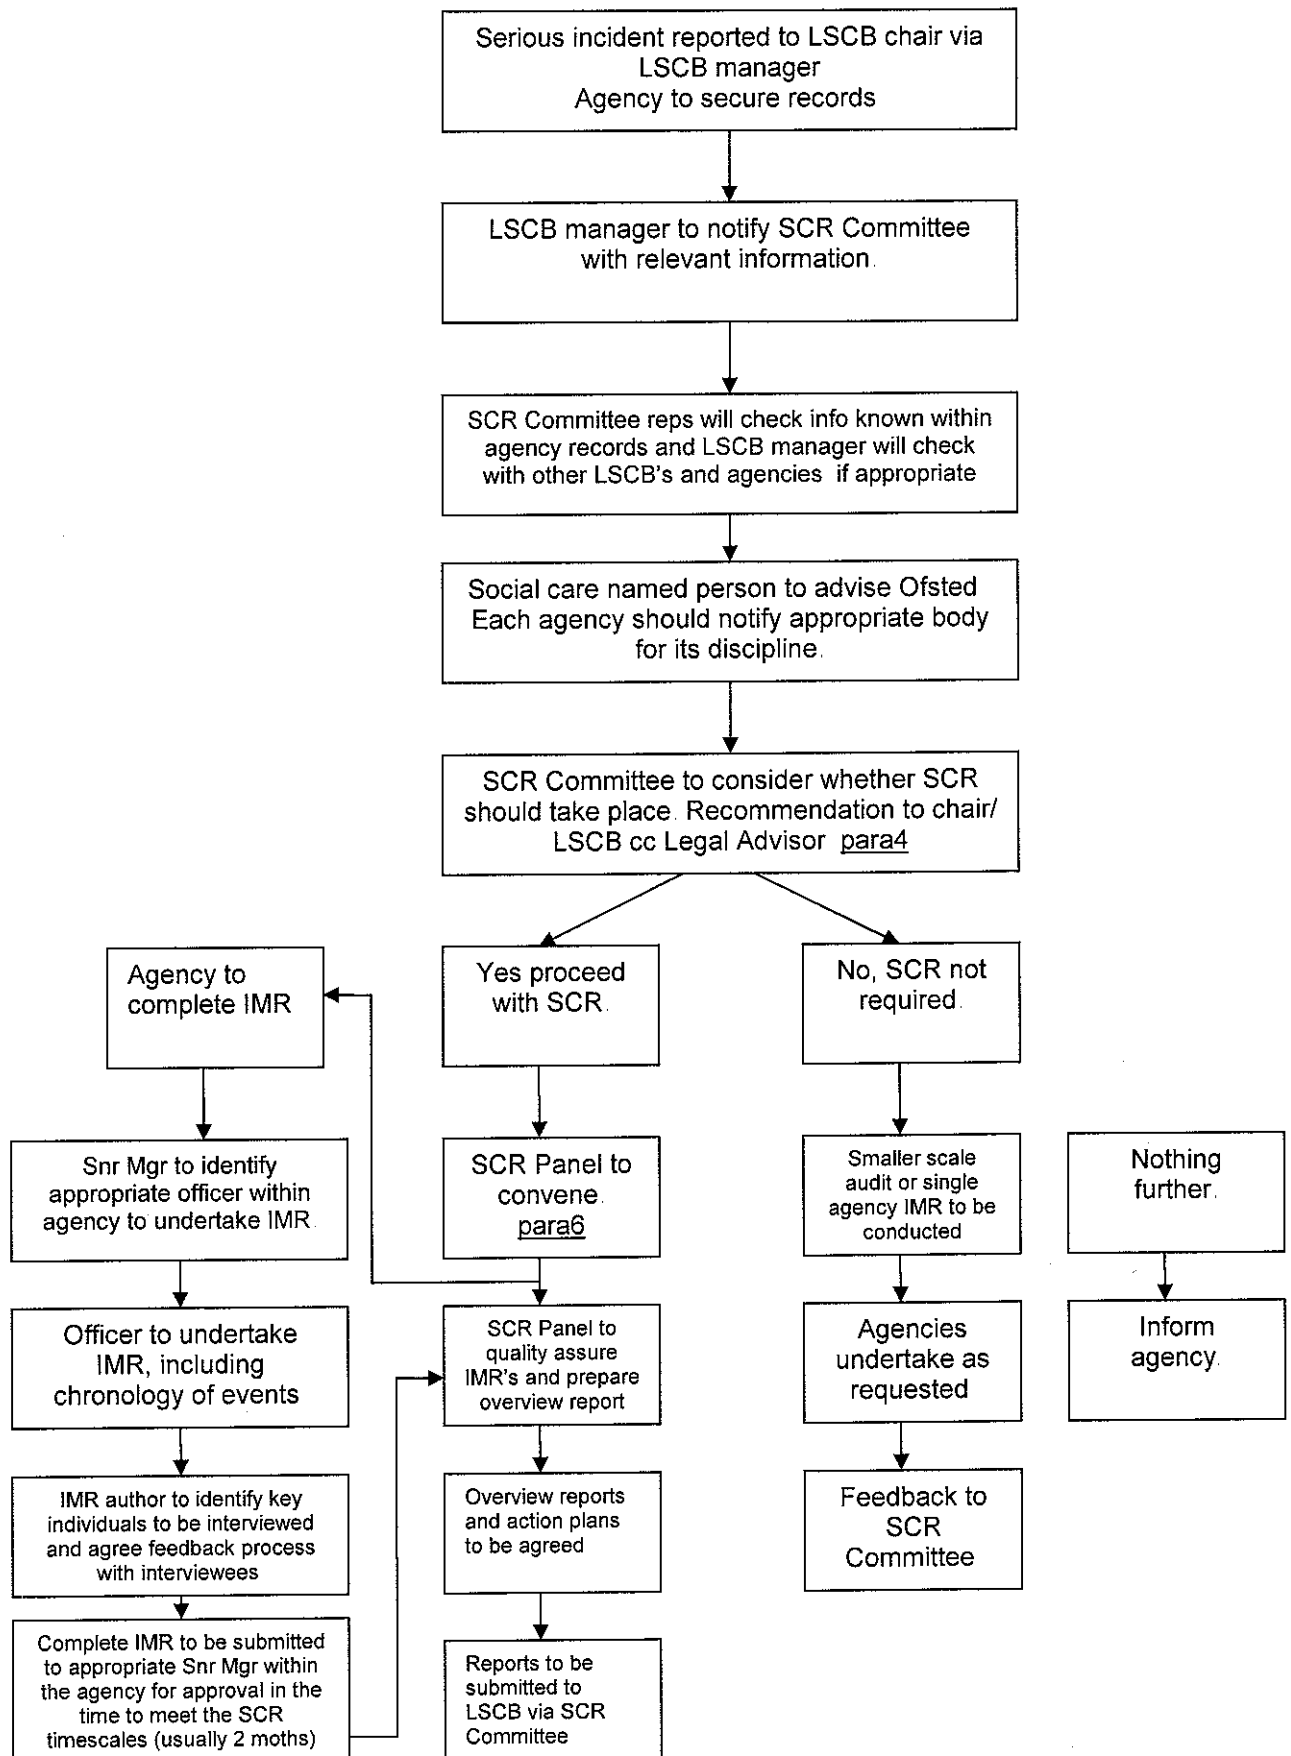 Serious incident reported to LSCB chair via
LSCB manager
Agency to secure records
LSCB manager to notify SCR Committee
with relevant information.
SCR Committee reps will check info known within
agency records and LSCB manager will check
with other LSCB's and agencies if appropriate
Social care named person to advise Ofsted
Each agency should notify appropriate body
for its discipline.
SCR Committee to consider whether SCR
should take place. Recommendation to chair/
LSCB cc Legal Advisor para4
Agency to
complete IMR
Yes proceed
with SCR.
No, SCR not
required.
Snr Mgr to identify
appropriate officer within
agency to undertake IMR.
SCR Panel to
convene.
para6
Smaller scale
audit or single
agency IMR to be
conducted
Nothing
further.
Officer to undertake
IMR, including
chronology of events
SCR Panel to
quality assure
IMR's and prepare
overview report
Agencies
undertake as
requested
Inform
agency.
IMR author to identify key
individuals to be interviewed
and agree feedback process
with interviewees
Overview reports
and action plans
to be agreed
Feedback to
SCR
Committee
Complete IMR to be submitted
to appropriate Snr Mgr within
the agency for approval in the
time to meet the SCR
timescales (usually 2 moths)
Reports to be
submitted to
LSCB via SCR
Committee